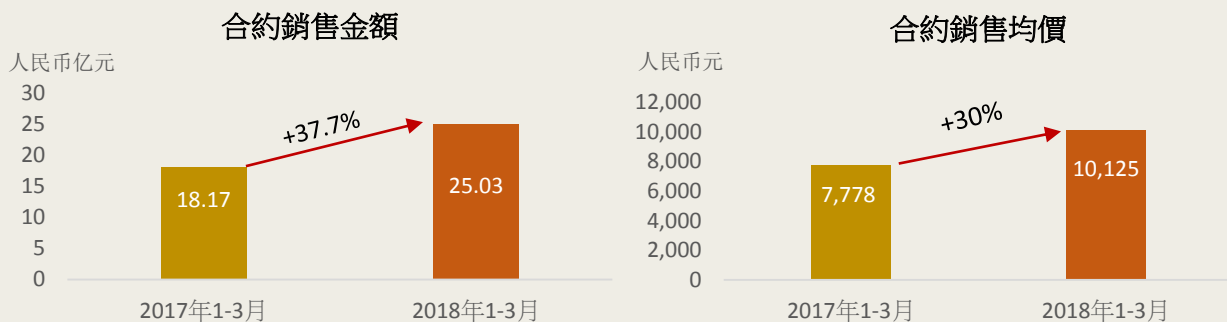 合約銷售金額
人民币亿元
30
25
20
15
10
5
0
+37.7%
18.17
25.03
2017年1-3月
2018年1-3月
合約銷售均價
人民币元
12,000
10,000
8,000
6,000
4,000
2,000
0
+30%
7,778
10,125
2017年1-3月
2018年1-3月